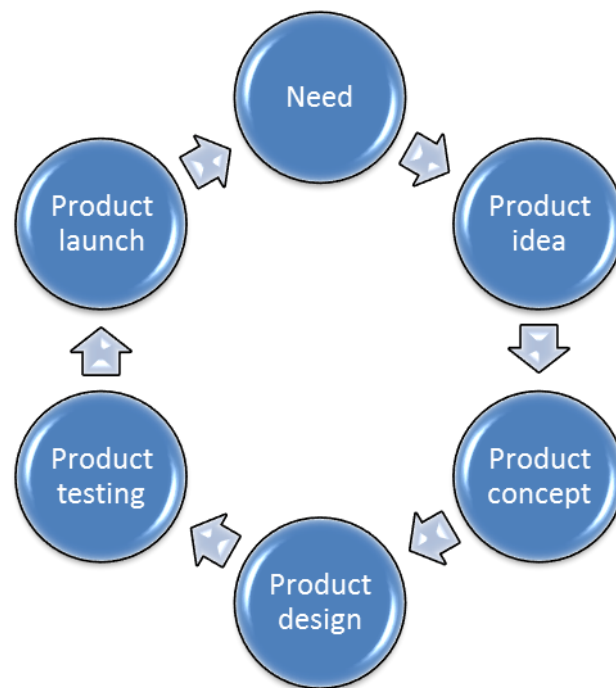 Need
Product
idea
Product
concept
Product
design
Product
testing
Product
launch